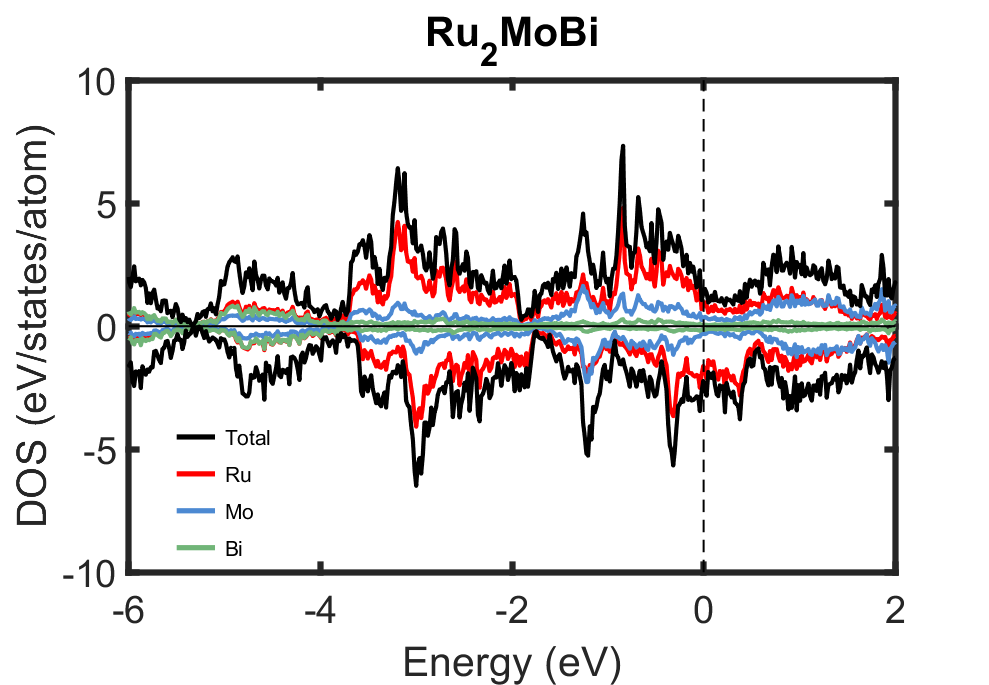 Ru2MoBi
10
5
0
-5
-10
DOS (eV/states/atom)
Total
Ru
Mo
Bi
-6 -4 -2 0 2
Energy (eV)